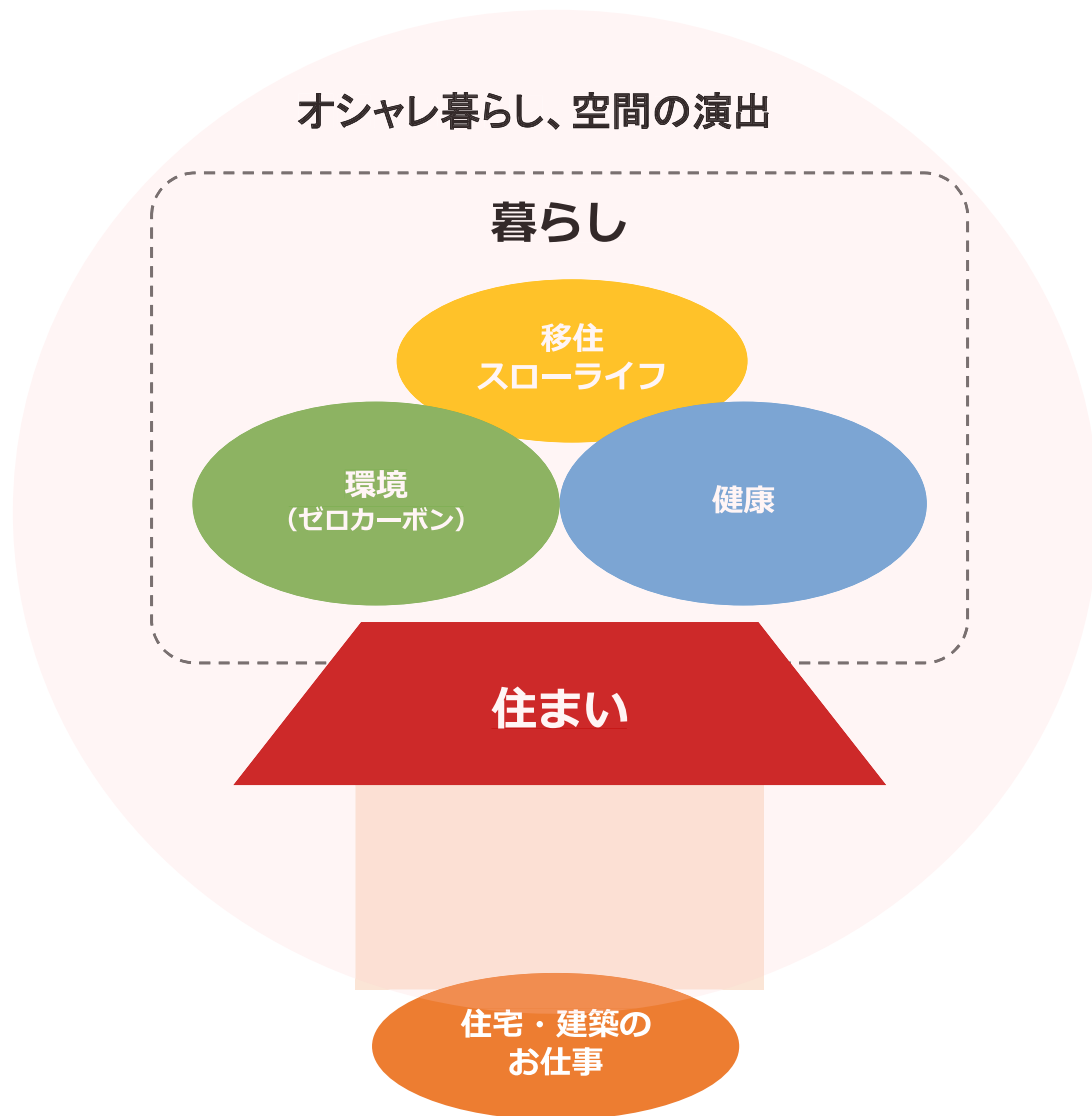 オシャレ暮らし、空間の演出
暮らし
移住
スローライフ
環境
（ゼロカーボン）
健康
住まい
住宅・建築の
お仕事